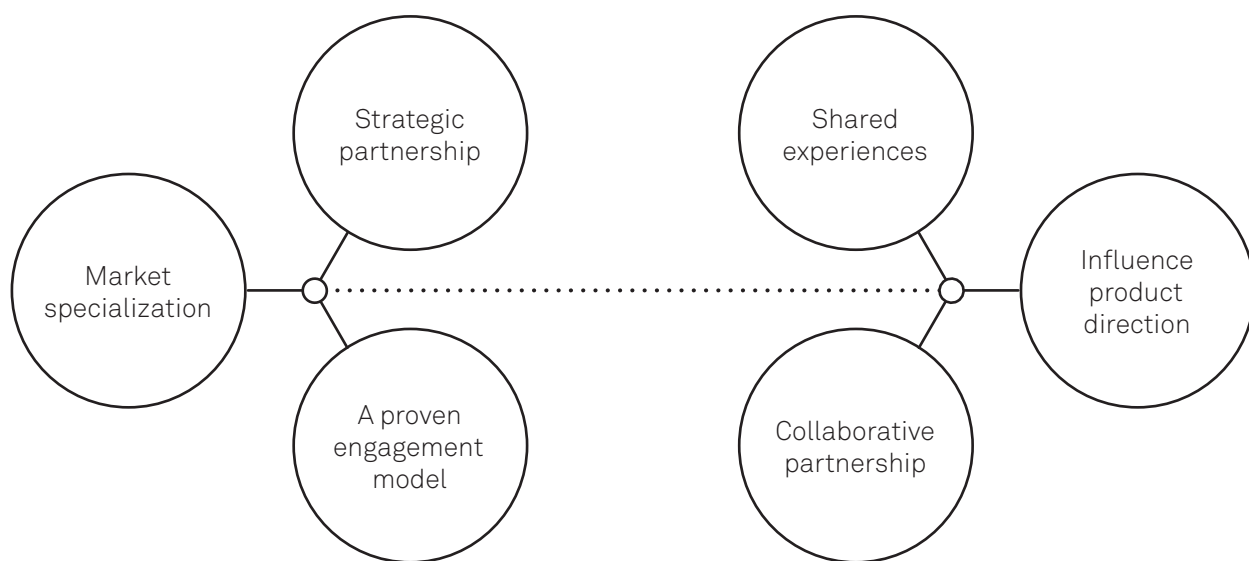 Strategic
partnership
Shared
experiences
Market
specialization
Influence
product
direction
A proven
engagement
model
Collaborative
partnership